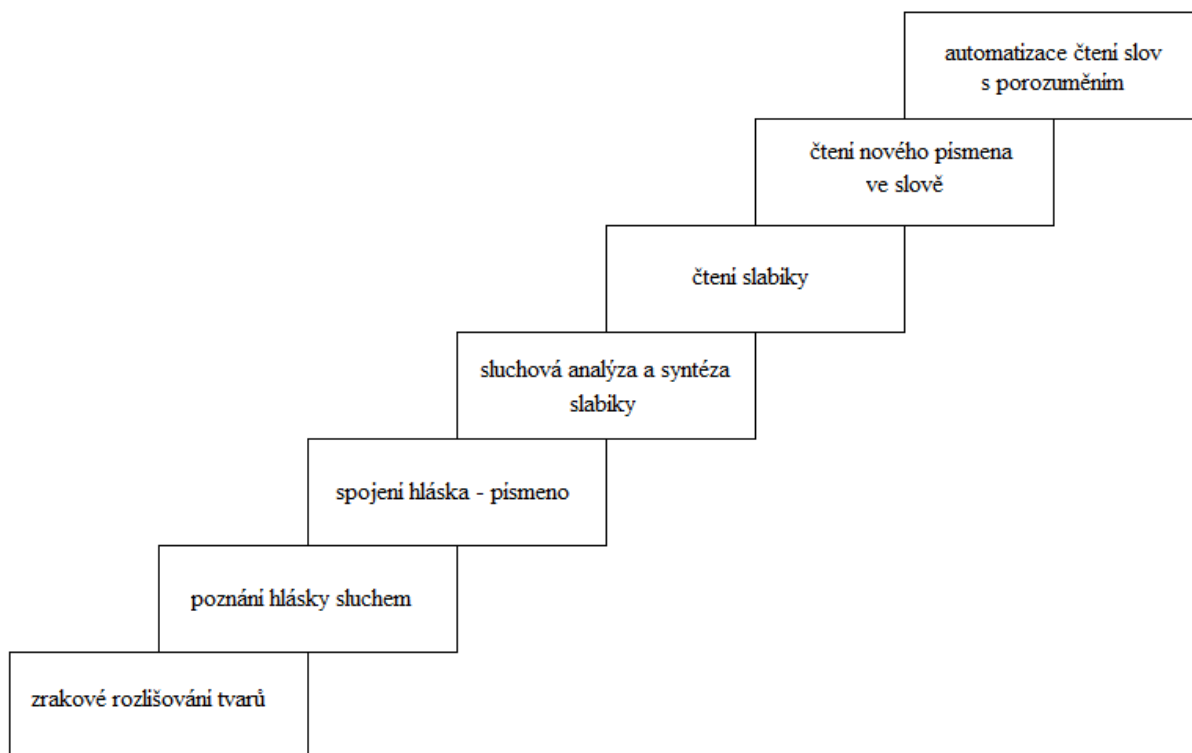 automatizace čtení slov
s porozuměním
čtení nového písmena
ve slově
čtení slabiky
sluchová analýza a syntéza
slabiky
spojení hláska - písmeno
poznání hlásky sluchem
zrakové rozlišování tvarů